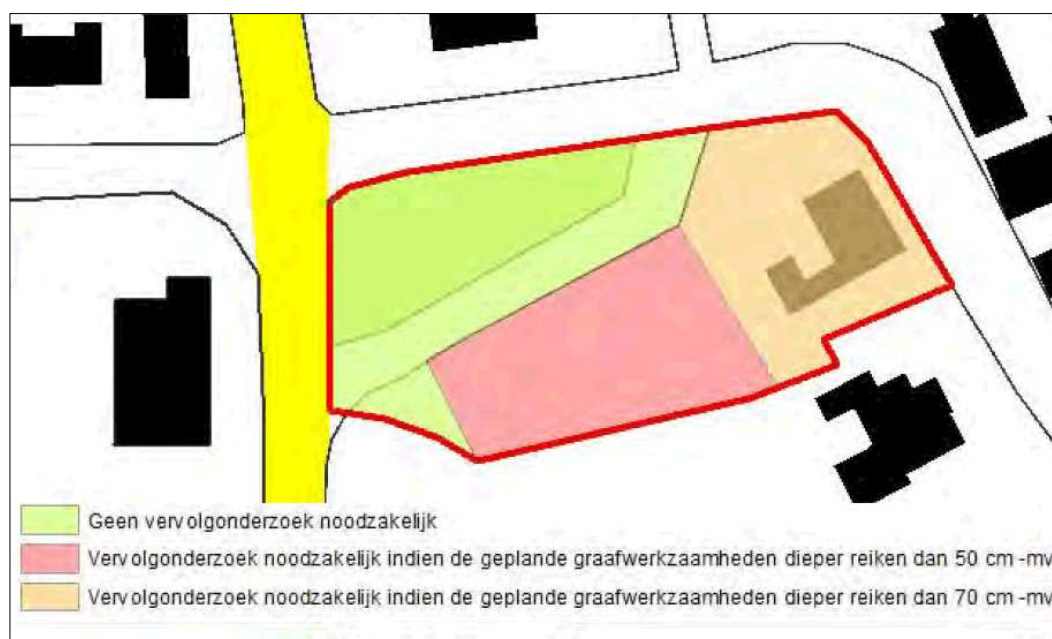 Geen vervolgonderzoek noodzakelijk
Vervolgonderzoek noodzakelijk indien de geplande graafwerkzaamheden dieper reiken dan 50 cm -mv
Vervolgonderzoek noodzakelijk indien de geplande graafwerkzaamheden dieper reiken dan 70 cm -mv